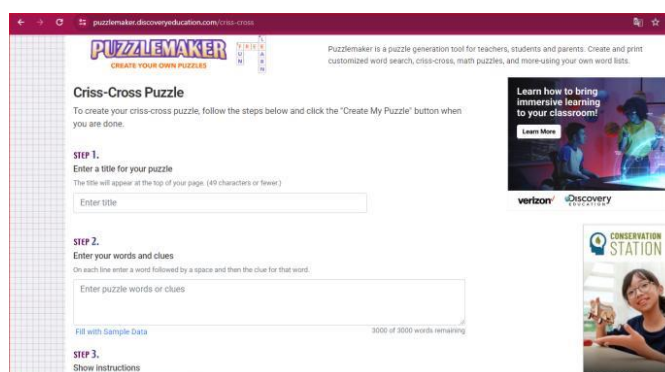 puzzlemaker.discoveryeducation.com/criss-cross
PUZZLEMAKER
CREATE YOUR OWN PUZZLES
Puzzlemaker is a puzzle generation tool for teachers, students and parents. Create and print
customized word search, criss-cross, math puzzles, and more-using your own word lists.
Criss-Cross Puzzle
To create your criss-cross puzzle, follow the steps below and click the "Create My Puzzle" button when
you are done.
STEP 1.
Enter a title for your puzzle
The title will appear at the top of your page. (49 characters or fewer.)
Enter title
STEP 2.
Enter your words and clues
On each line enter a word followed by a space and then the clue for that word.
Enter puzzle words or clues
Fill with Sample Data
3000 of 3000 words remaining
STEP 3.
Show instructions
Learn how to bring
immersive learning
to your classroom!
Learn More
verizon
Discovery
EDUCATION
CONSERVATION
STATION